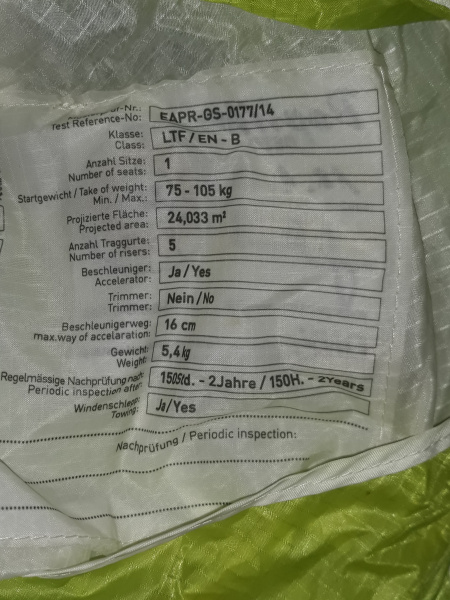 Test Reference-No: EAPR-GS-0177/14
Klasse:
Class: LTF/EN - B
Anzahl Sitze:
Number of seats: 1
Startgewicht / Take of weight:
Min. / Max.: 75 - 105 kg
Projizierte Fläche:
Projected area: 24,033 m²
Anzahl Traggurte:
Number of risers: 5
Beschleuniger:
Accelerator: Ja/Yes
Trimmer:
Trimmer: Nein/No
Beschleunigerweg:
max.way of accelaration: 16 cm
Gewicht:
Weight: 5,4 kg
Regelmässige Nachprüfung nach:
Periodic inspection after: 150Std. - 2Jahre / 150H. - 2Years
Windenschlepp:
Towing: Ja/Yes
Nachprüfung / Periodic inspection: